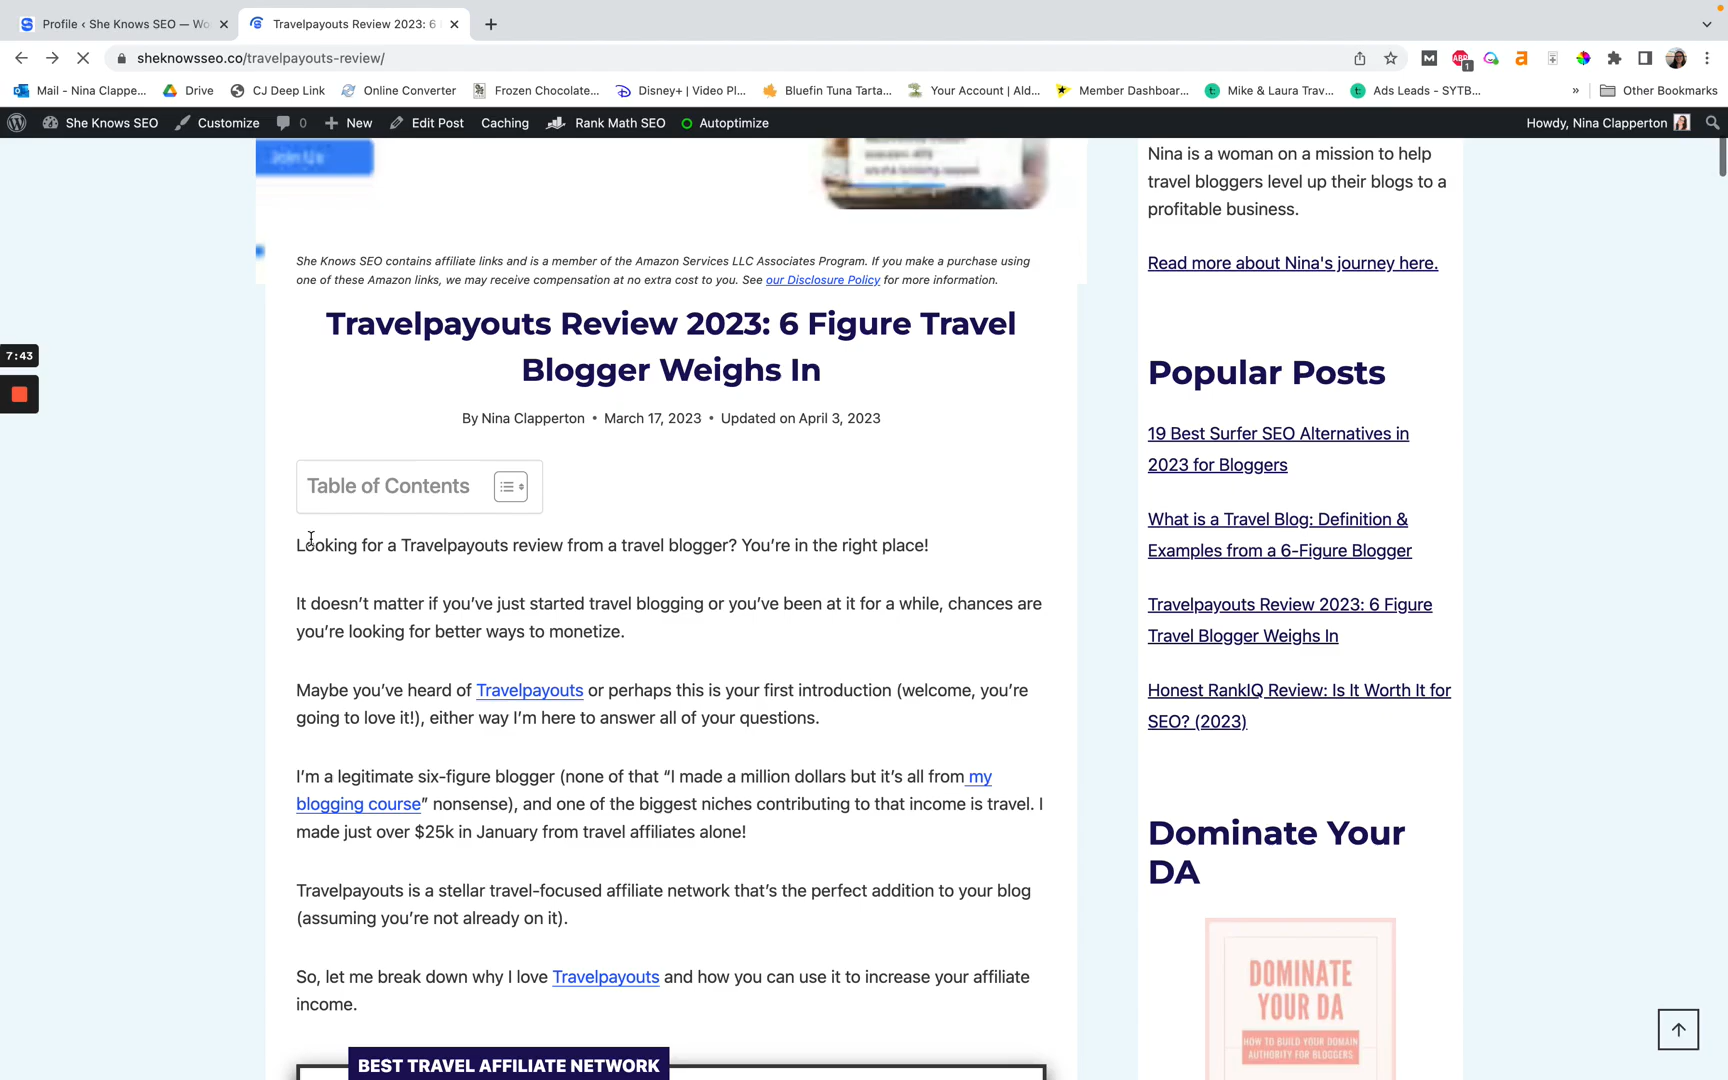 Profile ‹ She Knows SEO — Wo
Travelpayouts Review 2023: 6
sheknowsseo.co/travelpayouts-review/
Mail - Nina Clappe...
Drive
CJ Deep Link
Online Converter
Frozen Chocolate...
Disney+ | Video Pl...
Bluefin Tuna Tarta...
Your Account | Ald...
Member Dashboar...
Mike & Laura Trav...
Ads Leads - SYTB...
»
Other Bookmarks
She Knows SEO
Customize
0
New
Edit Post
Caching
Rank Math SEO
Autoptimize
Howdy, Nina Clapperton
7:43
Join Us
She Knows SEO contains affiliate links and is a member of the Amazon Services LLC Associates Program. If you make a purchase using
one of these Amazon links, we may receive compensation at no extra cost to you. See our Disclosure Policy for more information.
Travelpayouts Review 2023: 6 Figure Travel
Blogger Weighs In
By Nina Clapperton • March 17, 2023 • Updated on April 3, 2023
Table of Contents
Looking for a Travelpayouts review from a travel blogger? You’re in the right place!
It doesn’t matter if you’ve just started travel blogging or you’ve been at it for a while, chances are
you’re looking for better ways to monetize.
Maybe you’ve heard of Travelpayouts or perhaps this is your first introduction (welcome, you’re
going to love it!), either way I’m here to answer all of your questions.
I’m a legitimate six-figure blogger (none of that “I made a million dollars but it’s all from my
blogging course” nonsense), and one of the biggest niches contributing to that income is travel. I
made just over $25k in January from travel affiliates alone!
Travelpayouts is a stellar travel-focused affiliate network that’s the perfect addition to your blog
(assuming you’re not already on it).
So, let me break down why I love Travelpayouts and how you can use it to increase your affiliate
income.
BEST TRAVEL AFFILIATE NETWORK
Nina is a woman on a mission to help
travel bloggers level up their blogs to a
profitable business.
Read more about Nina's journey here.
Popular Posts
19 Best Surfer SEO Alternatives in
2023 for Bloggers
What is a Travel Blog: Definition &
Examples from a 6-Figure Blogger
Travelpayouts Review 2023: 6 Figure
Travel Blogger Weighs In
Honest RankIQ Review: Is It Worth It for
SEO? (2023)
Dominate Your
DA
DOMINATE
YOUR DA
HOW TO BUILD YOUR DOMAIN
AUTHORITY FOR BLOGGERS